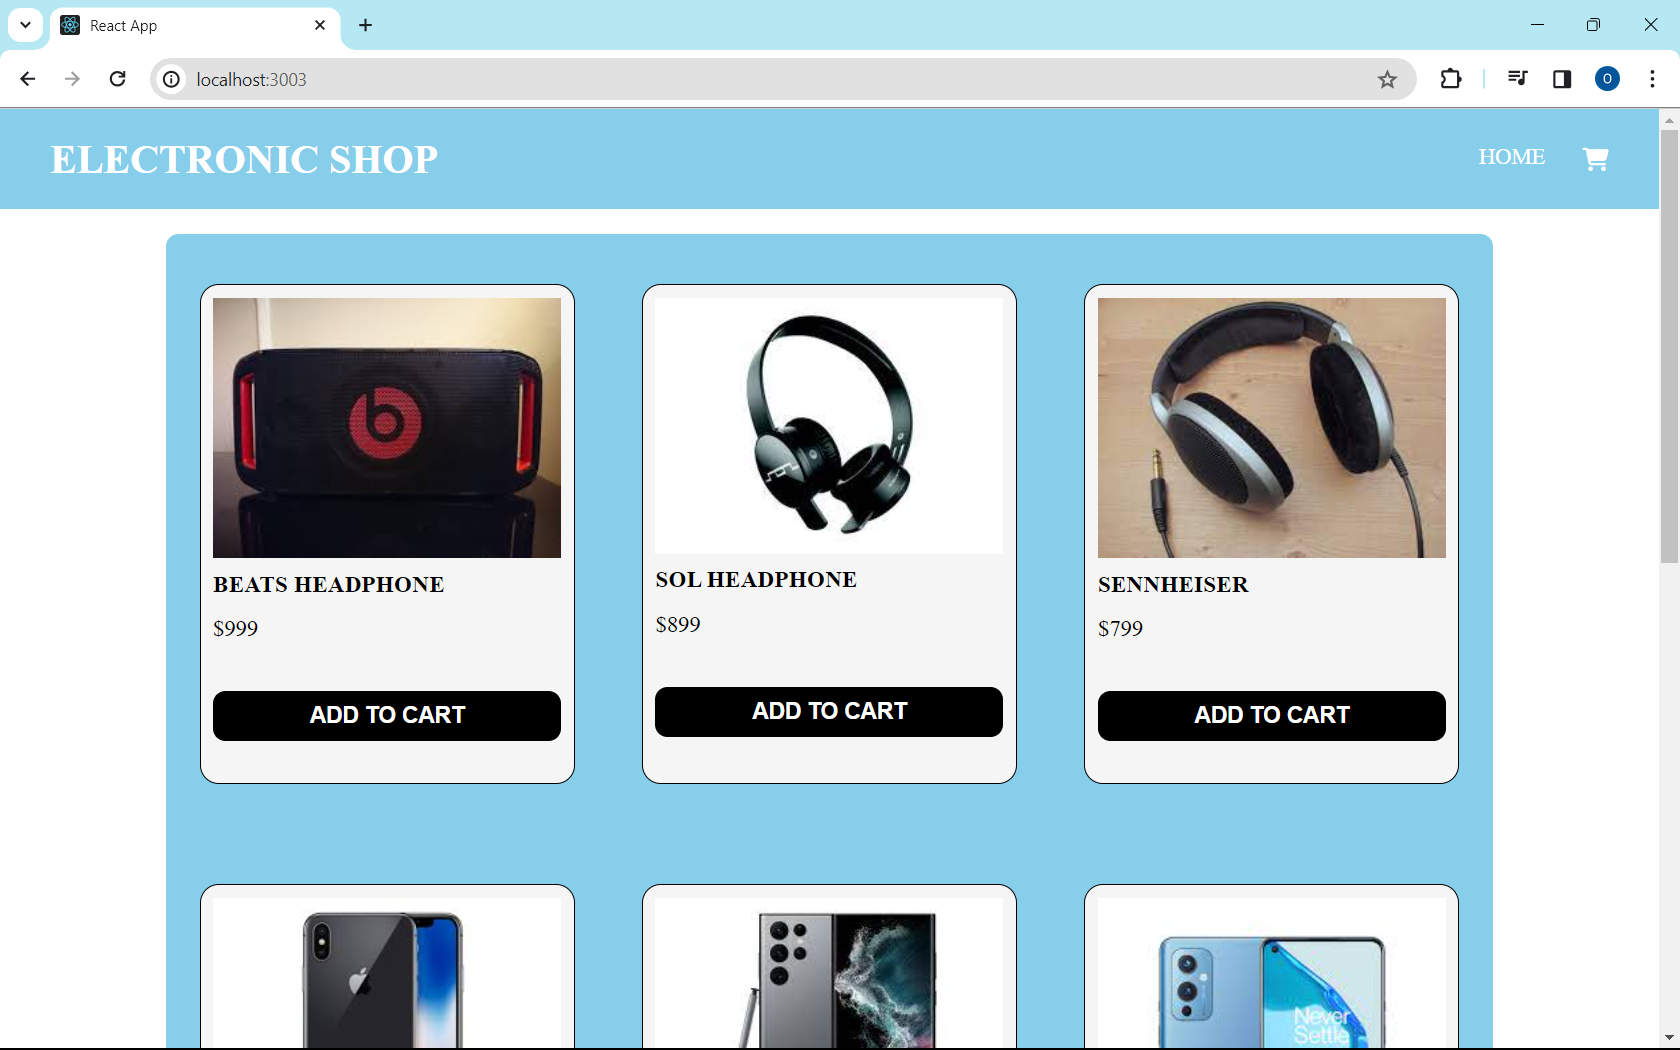 React App
localhost:3003
O
ELECTRONIC SHOP
HOME
b
BEATS HEADPHONE
$999
ADD TO CART
SOL HEADPHONE
$899
ADD TO CART
SENNHEISER
$799
ADD TO CART
Never
Settle